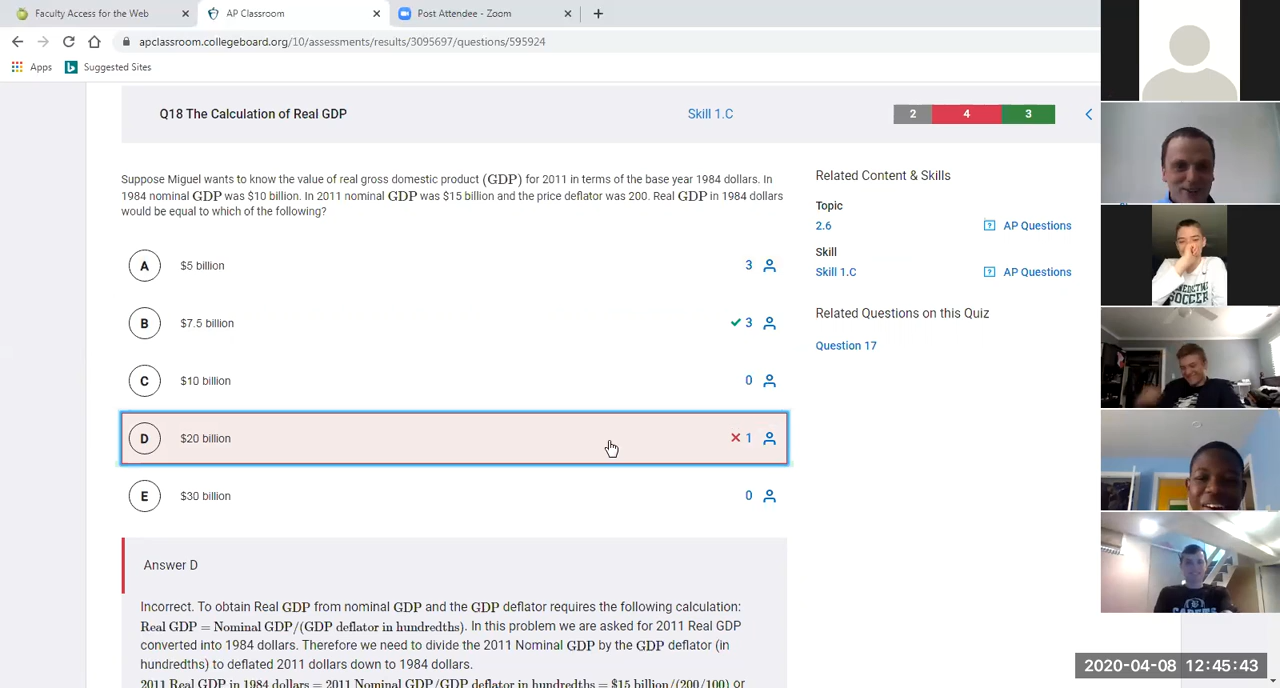 Faculty Access for the Web
AP Classroom
Post Attendee - Zoom
apclassroom.collegeboard.org/10/assessments/results/3095697/questions/595924
Apps
Suggested Sites
Q18 The Calculation of Real GDP
Skill 1.C
2
4
3
Suppose Miguel wants to know the value of real gross domestic product (GDP) for 2011 in terms of the base year 1984 dollars. In
1984 nominal GDP was $10 billion. In 2011 nominal GDP was $15 billion and the price deflator was 200. Real GDP in 1984 dollars
would be equal to which of the following?
A $5 billion 3
B $7.5 billion 3
C $10 billion 0
D $20 billion 1
E $30 billion 0
Answer D
Incorrect. To obtain Real GDP from nominal GDP and the GDP deflator requires the following calculation:
Real GDP = Nominal GDP/(GDP deflator in hundredths). In this problem we are asked for 2011 Real GDP
converted into 1984 dollars. Therefore we need to divide the 2011 Nominal GDP by the GDP deflator (in
hundredths) to deflated 2011 dollars down to 1984 dollars.
2011 Real GDP in 1984 dollars = 2011 Nominal GDP/GDP deflator in hundredths = $15 billion/(200/100) or
Related Content & Skills
Topic
2.6
AP Questions
Skill
Skill 1.C
AP Questions
Related Questions on this Quiz
Question 17
SOCCER
CADETS
2020-04-08 12:45:43